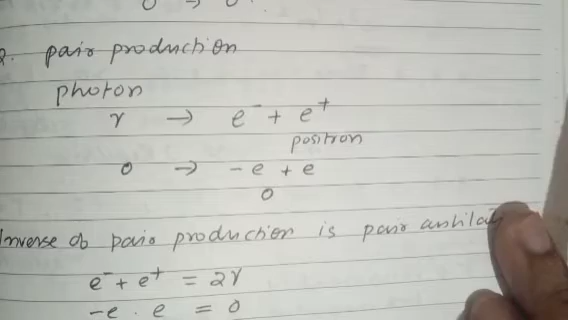 2. pair production
photon
γ → e⁻ + e⁺
positron
0 → -e + e
0
Inverse of pair production is pair
e⁻ + e⁺ = 2γ
-e . e = 0